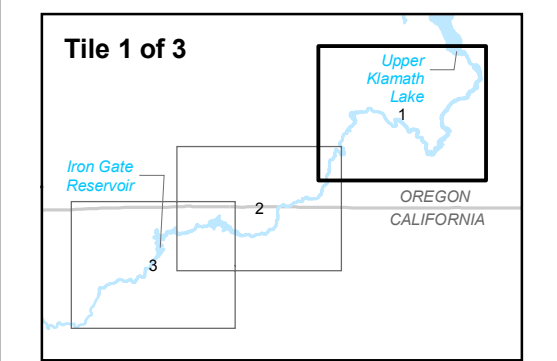 Tile 1 of 3
Upper
Klamath
Lake
1
Iron Gate
Reservoir
OREGON
2
CALIFORNIA
3